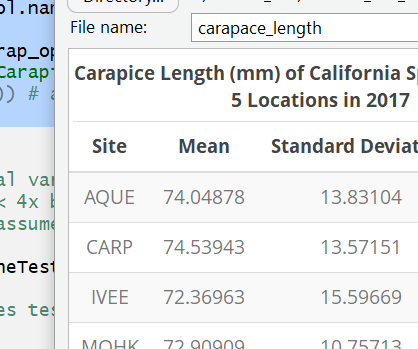 Directory...
File name: carapace_length
ol.nam
rap_op
Carapi
)) # a
al var
< 4x b
assume
neTest
es tes
Carapice Length (mm) of California Sp
5 Locations in 2017
Site Mean Standard Deviat
AQUE 74.04878 13.83104
CARP 74.53943 13.57151
IVEE 72.36963 15.59669
MOHK 72.90909 10.75713